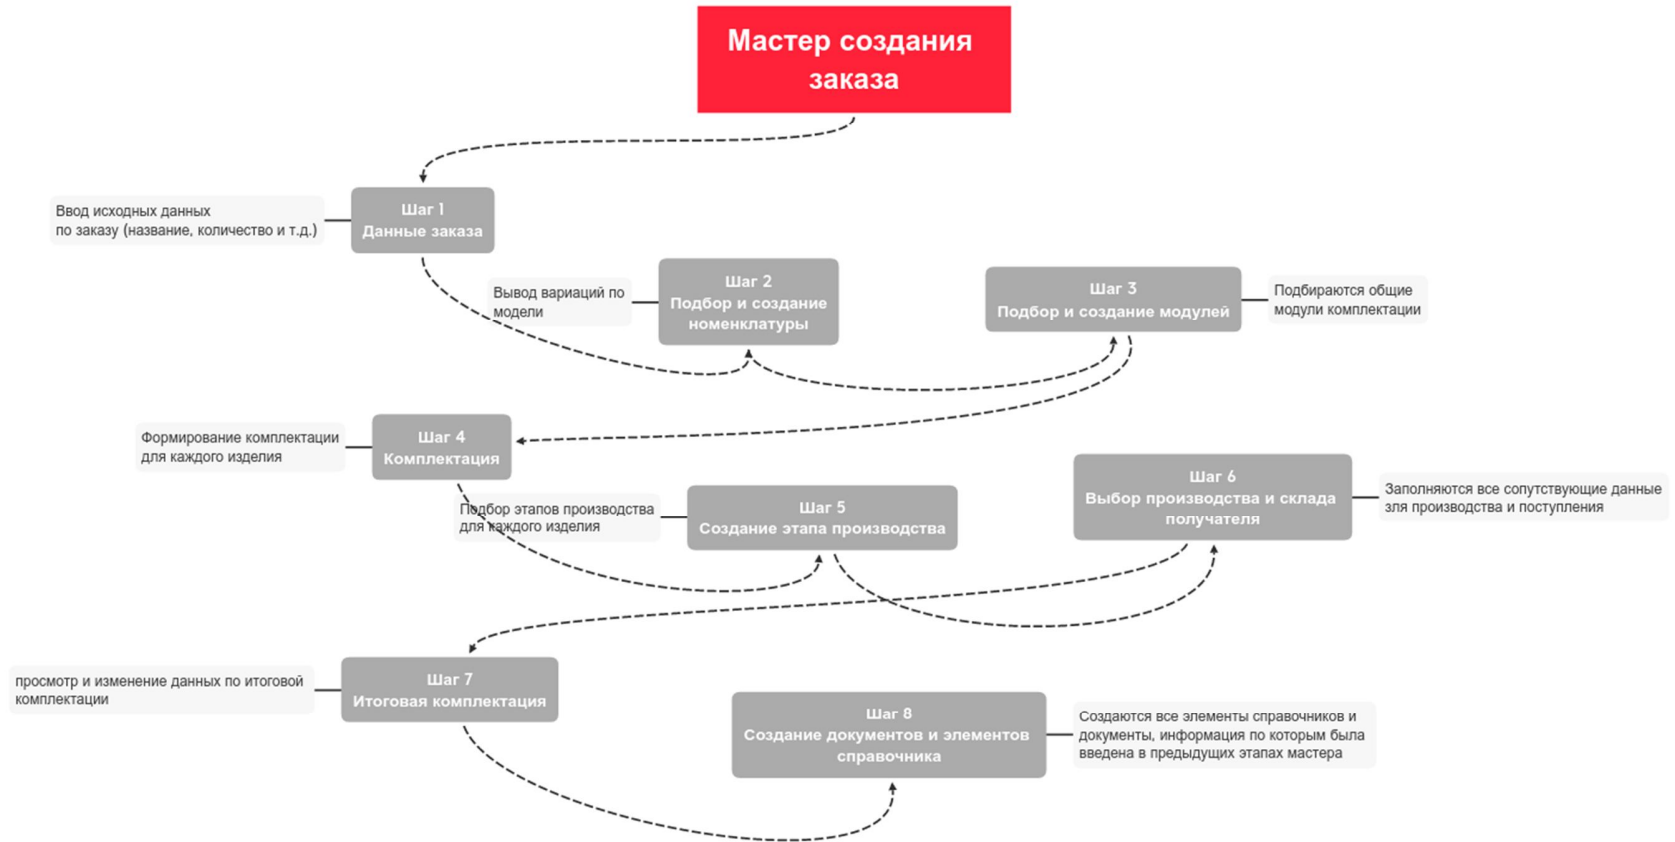 Мастер создания
заказа
Ввод исходных данных
по заказу (название, количество и т.д.)
Шаг 1
Данные заказа
Вывод вариаций по
модели
Шаг 2
Подбор и создание
номенклатуры
Шаг 3
Подбор и создание модулей
Подбираются общие
модули комплектации
Формирование комплектации
для каждого изделия
Шаг 4
Комплектация
Подбор этапов производства
для каждого изделия
Шаг 5
Создание этапа производства
Шаг 6
Выбор производства и склада
получателя
Заполняются все сопутствующие данные
зля производства и поступления
просмотр и изменение данных по итоговой
комплектации
Шаг 7
Итоговая комплектация
Шаг 8
Создание документов и элементов
справочника
Создаются все элементы справочников и
документы, информация по которым была
введена в предыдущих этапах мастера